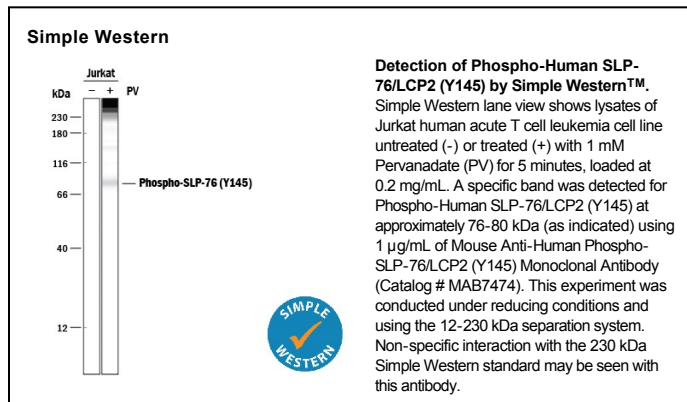 Simple Western
Jurkat
kDa – + PV
230
180
116
66
40
12
Phospho-SLP-76 (Y145)
SIMPLE
WESTERN
Detection of Phospho-Human SLP-
76/LCP2 (Y145) by Simple Western™.
Simple Western lane view shows lysates of
Jurkat human acute T cell leukemia cell line
untreated (-) or treated (+) with 1 mM
Pervanadate (PV) for 5 minutes, loaded at
0.2 mg/mL. A specific band was detected for
Phospho-Human SLP-76/LCP2 (Y145) at
approximately 76-80 kDa (as indicated) using
1 µg/mL of Mouse Anti-Human Phospho-
SLP-76/LCP2 (Y145) Monoclonal Antibody
(Catalog # MAB7474). This experiment was
conducted under reducing conditions and
using the 12-230 kDa separation system.
Non-specific interaction with the 230 kDa
Simple Western standard may be seen with
this antibody.